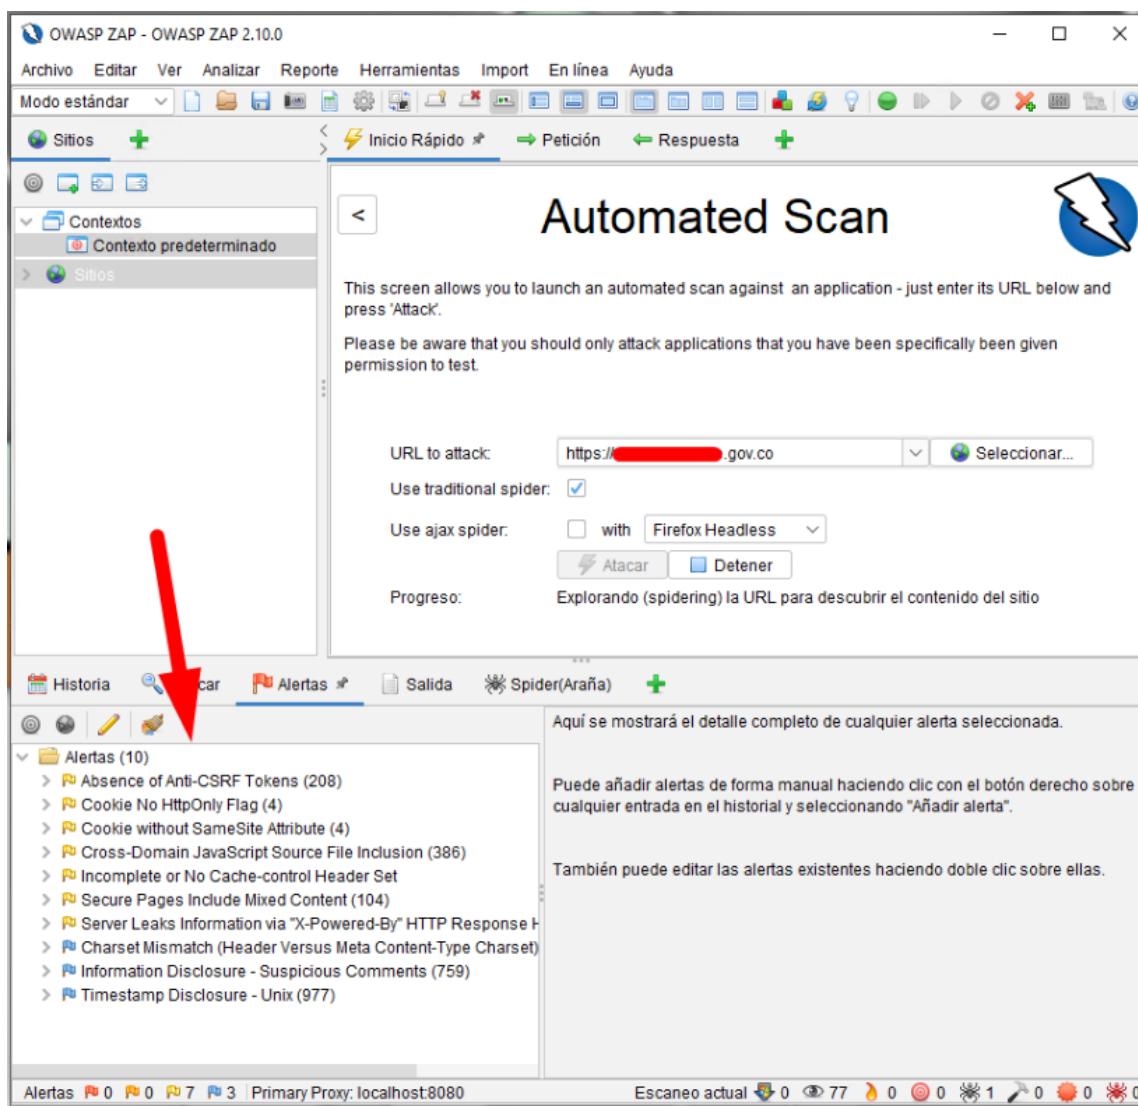 OWASP ZAP - OWASP ZAP 2.10.0
Archivo Editar Ver Analizar Reporte Herramientas Import En línea Ayuda
Modo estándar
Sitios
Inicio Rápido Petición Respuesta
Contextos
Contexto predeterminado
Sitios
<
Automated Scan
This screen allows you to launch an automated scan against an application - just enter its URL below and
press 'Attack'.
Please be aware that you should only attack applications that you have been specifically been given
permission to test.
URL to attack: https:// .gov.co Seleccionar...
Use traditional spider:
Use ajax spider: with Firefox Headless
Atacar Detener
Progreso: Explorando (spidering) la URL para descubrir el contenido del sitio
Historia car Alertas Salida Spider(Araña)
Alertas (10)
Absence of Anti-CSRF Tokens (208)
Cookie No HttpOnly Flag (4)
Cookie without SameSite Attribute (4)
Cross-Domain JavaScript Source File Inclusion (386)
Incomplete or No Cache-control Header Set
Secure Pages Include Mixed Content (104)
Server Leaks Information via "X-Powered-By" HTTP Response H
Charset Mismatch (Header Versus Meta Content-Type Charset)
Information Disclosure - Suspicious Comments (759)
Timestamp Disclosure - Unix (977)
Aquí se mostrará el detalle completo de cualquier alerta seleccionada.
Puede añadir alertas de forma manual haciendo clic con el botón derecho sobre
cualquier entrada en el historial y seleccionando "Añadir alerta".
También puede editar las alertas existentes haciendo doble clic sobre ellas.
Alertas 0 0 7 3 Primary Proxy: localhost:8080 Escaneo actual 0 77 0 0 1 0 0 0